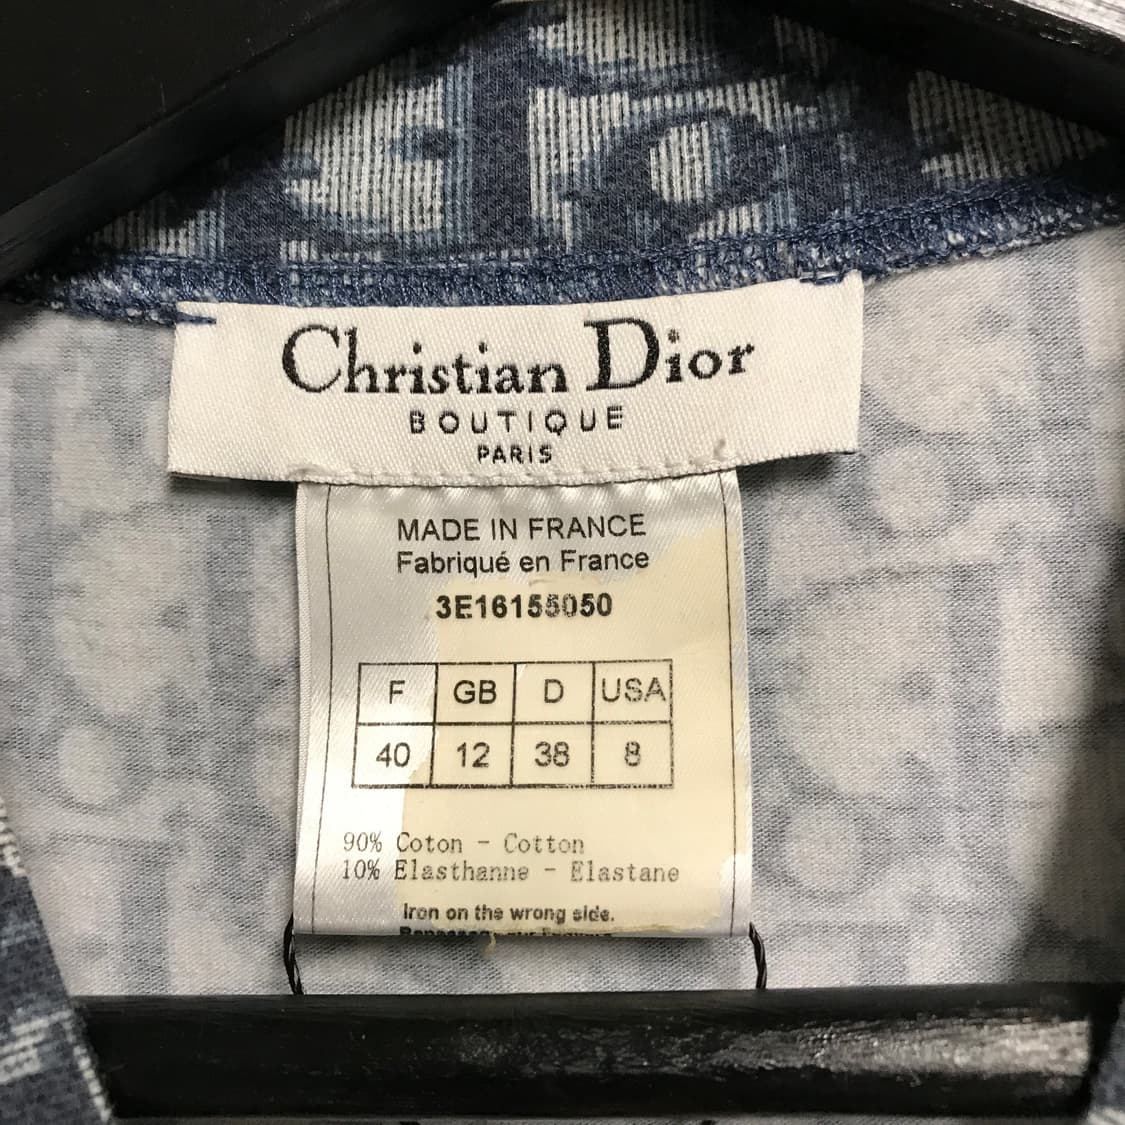 Christian Dior
BOUTIQUE
PARIS
MADE IN FRANCE
Fabriqué en France
3E16155050
F GB D USA
40 12 38 8
90% Coton - Cotton
10% Elasthanne - Elastane
Iron on the wrong side.